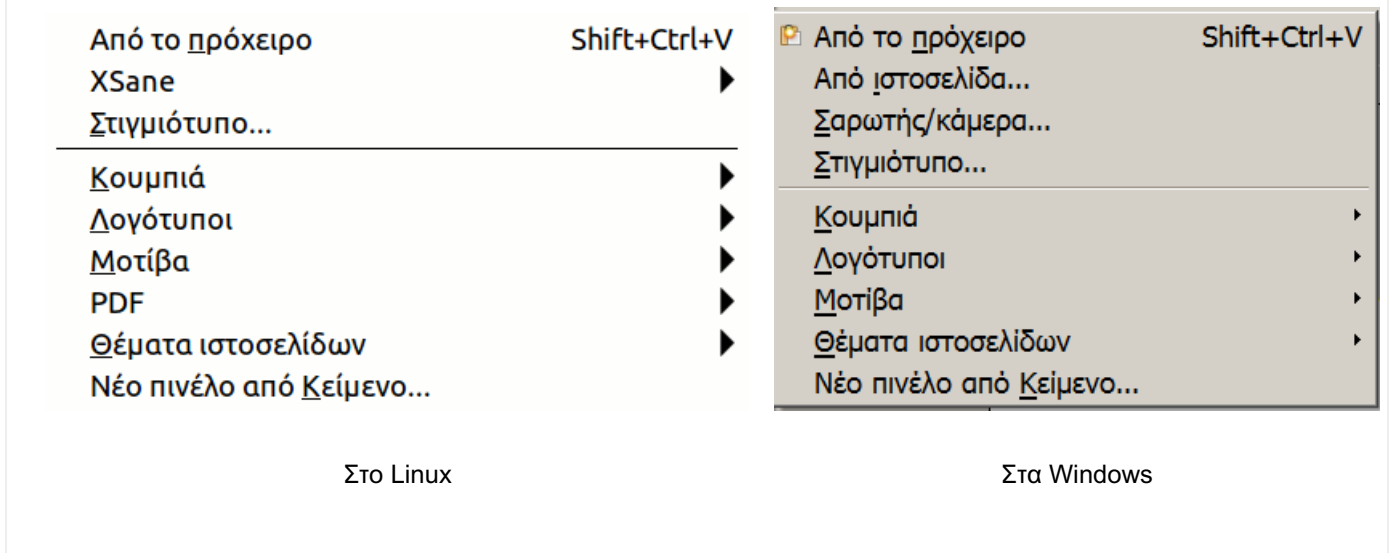 Από το πρόχειρο Shift+Ctrl+V
XSane
Στιγμιότυπο...
Κουμπιά
Λογότυποι
Μοτίβα
PDF
Θέματα ιστοσελίδων
Νέο πινέλο από Κείμενο...
Στο Linux
Από το πρόχειρο Shift+Ctrl+V
Από ιστοσελίδα...
Σαρωτής/κάμερα...
Στιγμιότυπο...
Κουμπιά
Λογότυποι
Μοτίβα
Θέματα ιστοσελίδων
Νέο πινέλο από Κείμενο...
Στα Windows